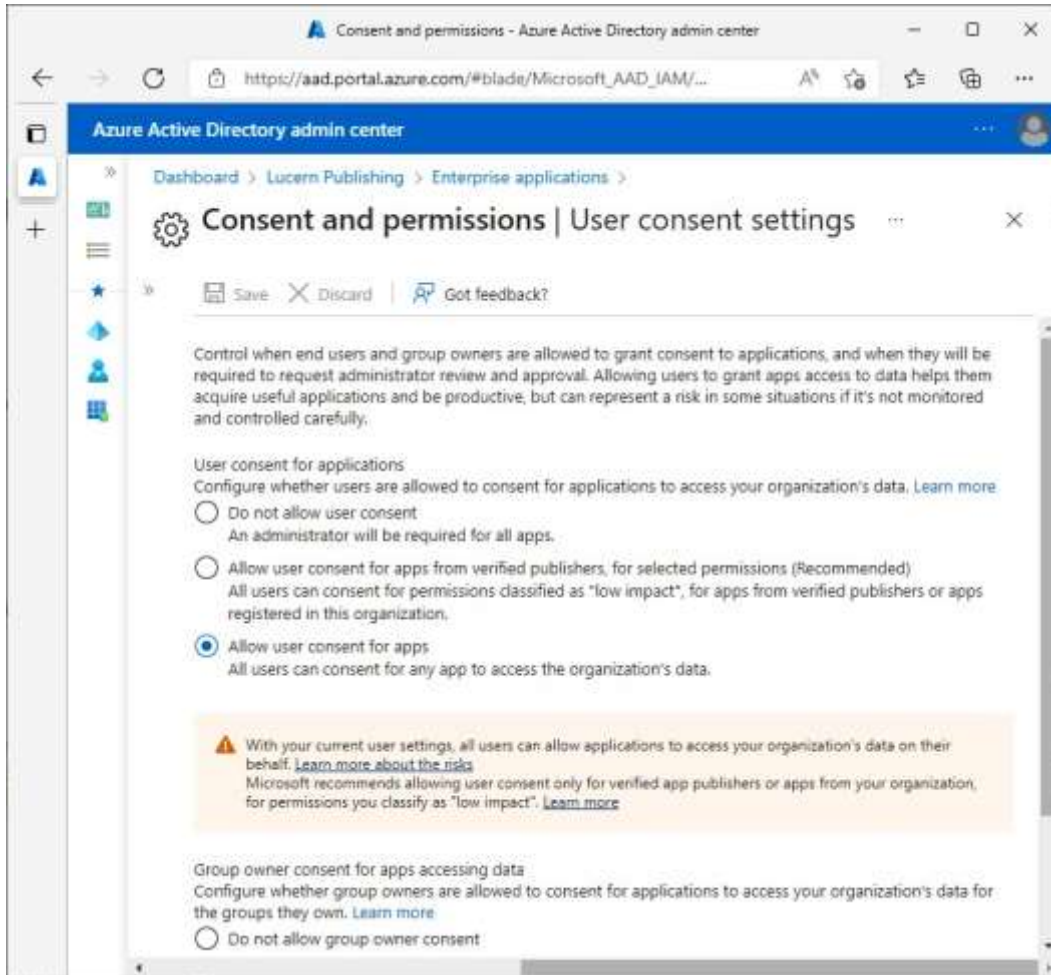 Consent and permissions - Azure Active Directory admin center
https://aad.portal.azure.com/#blade/Microsoft_AAD_IAM/...
Azure Active Directory admin center
Dashboard > Lucern Publishing > Enterprise applications >
Consent and permissions | User consent settings
Save Discard Got feedback?
Control when end users and group owners are allowed to grant consent to applications, and when they will be
required to request administrator review and approval. Allowing users to grant apps access to data helps them
acquire useful applications and be productive, but can represent a risk in some situations if it's not monitored
and controlled carefully.
User consent for applications
Configure whether users are allowed to consent for applications to access your organization's data. Learn more
Do not allow user consent
An administrator will be required for all apps.
Allow user consent for apps from verified publishers, for selected permissions (Recommended)
All users can consent for permissions classified as "low impact", for apps from verified publishers or apps
registered in this organization.
Allow user consent for apps
All users can consent for any app to access the organization's data.
With your current user settings, all users can allow applications to access your organization's data on their
behalf. Learn more about the risks
Microsoft recommends allowing user consent only for verified app publishers or apps from your organization,
for permissions you classify as "low impact". Learn more
Group owner consent for apps accessing data
Configure whether group owners are allowed to consent for applications to access your organization's data for
the groups they own. Learn more
Do not allow group owner consent